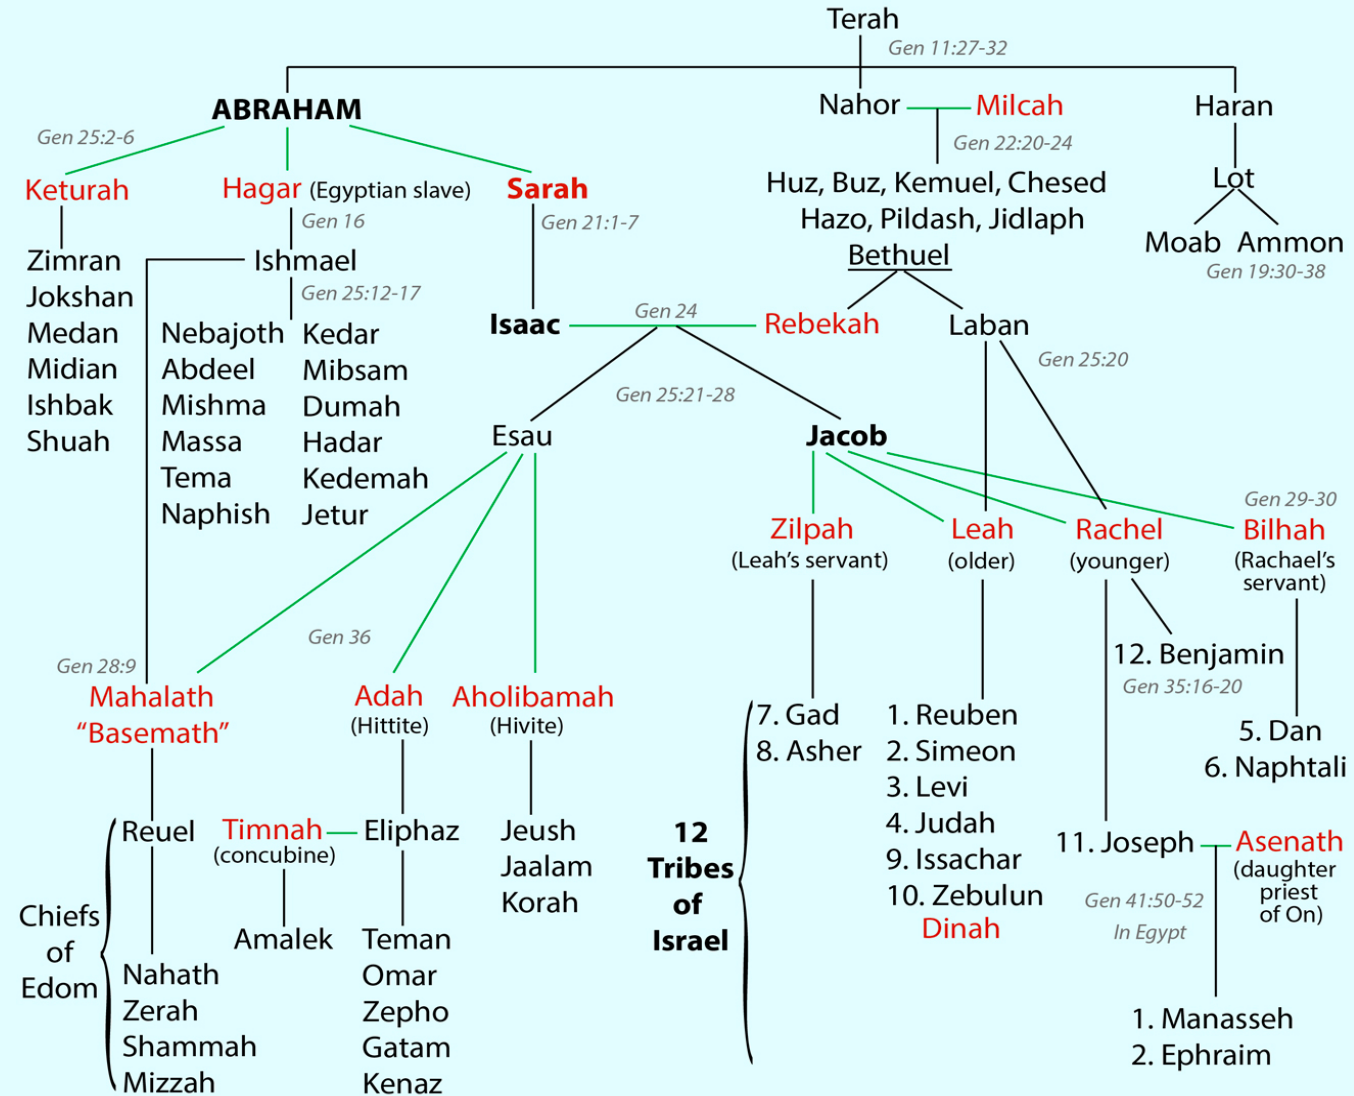 Terah
Gen 11:27-32
ABRAHAM
Nahor
Milcah
Haran
Gen 25:2-6
Gen 22:20-24
Keturah
Hagar (Egyptian slave)
Sarah
Huz, Buz, Kemuel, Chesed
Hazo, Pildash, Jidlaph
Bethuel
Lot
Gen 16
Gen 21:1-7
Moab
Ammon
Gen 19:30-38
Zimran
Jokshan
Medan
Midian
Ishbak
Shuah
Ishmael
Gen 25:12-17
Nebajoth
Abdeel
Mishma
Massa
Tema
Naphish
Kedar
Mibsam
Dumah
Hadar
Kedemah
Jetur
Isaac
Gen 24
Rebekah
Laban
Gen 25:20
Gen 25:21-28
Esau
Jacob
Gen 29-30
Zilpah
(Leah's servant)
Leah
(older)
Rachel
(younger)
Bilhah
(Rachael's
servant)
Gen 36
Gen 28:9
Mahalath
"Basemath"
Adah
(Hittite)
Aholibamah
(Hivite)
12. Benjamin
Gen 35:16-20
7. Gad
8. Asher
1. Reuben
2. Simeon
3. Levi
4. Judah
9. Issachar
10. Zebulun
Dinah
5. Dan
6. Naphtali
Reuel
Timnah
(concubine)
Eliphaz
Jeush
Jaalam
Korah
12
Tribes
of
Israel
11. Joseph
Asenath
(daughter
priest
of On)
Gen 41:50-52
In Egypt
Chiefs
of
Edom
Amalek
Nahath
Zerah
Shammah
Mizzah
Teman
Omar
Zepho
Gatam
Kenaz
1. Manasseh
2. Ephraim